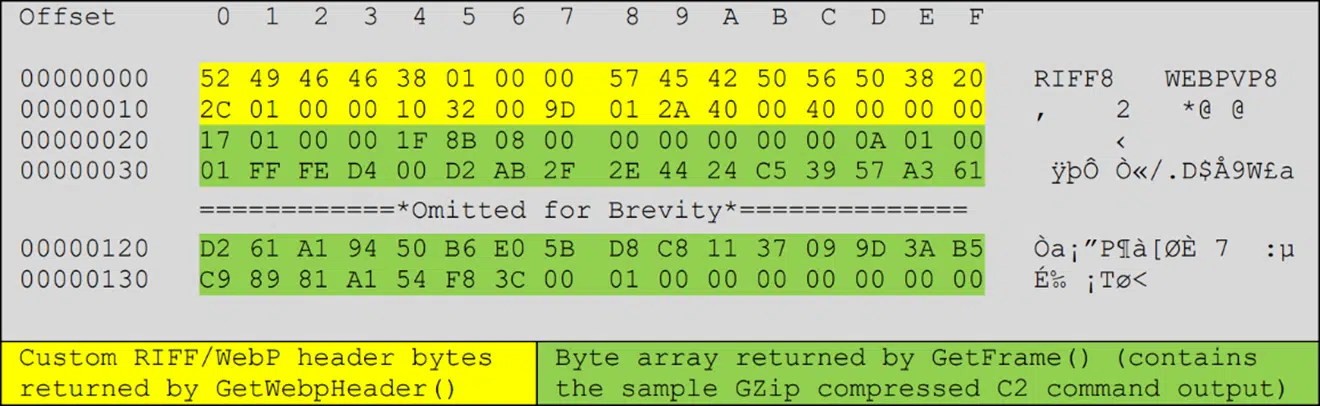 Offset 0 1 2 3 4 5 6 7 8 9 A B C D E F
00000000 52 49 46 46 38 01 00 00 57 45 42 50 56 50 38 20 RIFF8 WEBPVP8
00000010 2C 01 00 00 10 32 00 9D 01 2A 40 00 40 00 00 00 , 2 *@ @
00000020 17 01 00 00 1F 8B 08 00 00 00 00 00 00 0A 01 00 ‹
00000030 01 FF FE D4 00 D2 AB 2F 2E 44 24 C5 39 57 A3 61 ÿþÔ Ò«/.D$Å9W£a
============*Omitted for Brevity*==============
00000120 D2 61 A1 94 50 B6 E0 5B D8 C8 11 37 09 9D 3A B5 Òa¡”P¶à[ØÈ 7 :µ
00000130 C9 89 81 A1 54 F8 3C 00 01 00 00 00 00 00 00 00 É‰ ¡Tø<
Custom RIFF/WebP header bytes
returned by GetWebpHeader()
Byte array returned by GetFrame() (contains
the sample GZip compressed C2 command output)